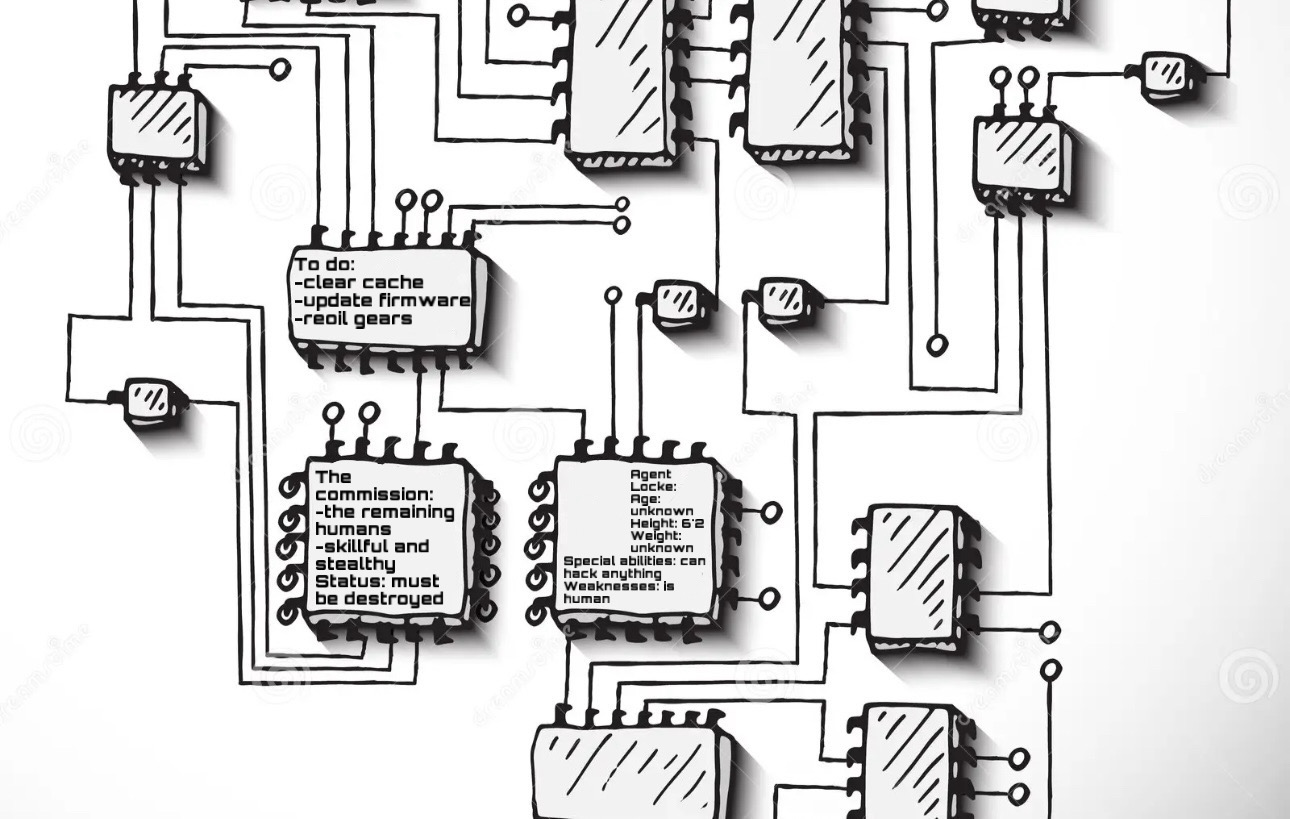 To do:
-clear cache
-update firmware
-reoil gears
The
commission:
-the remaining
humans
-skillful and
stealthy
Status: must
be destroyed
Agent
Locke:
Age:
unknown
Height: 6'2
Weight:
unknown
Special abilities: can
hack anything
Weaknesses: is
human